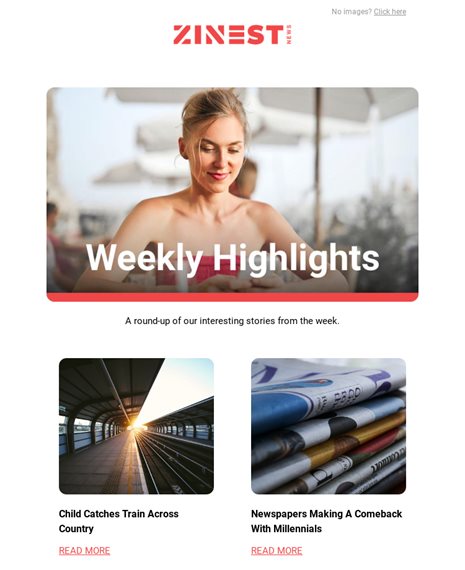 No images? Click here
ZINEST NEWS
Weekly Highlights
A round-up of our interesting stories from the week.
Child Catches Train Across
Country
READ MORE
Newspapers Making A Comeback
With Millennials
READ MORE